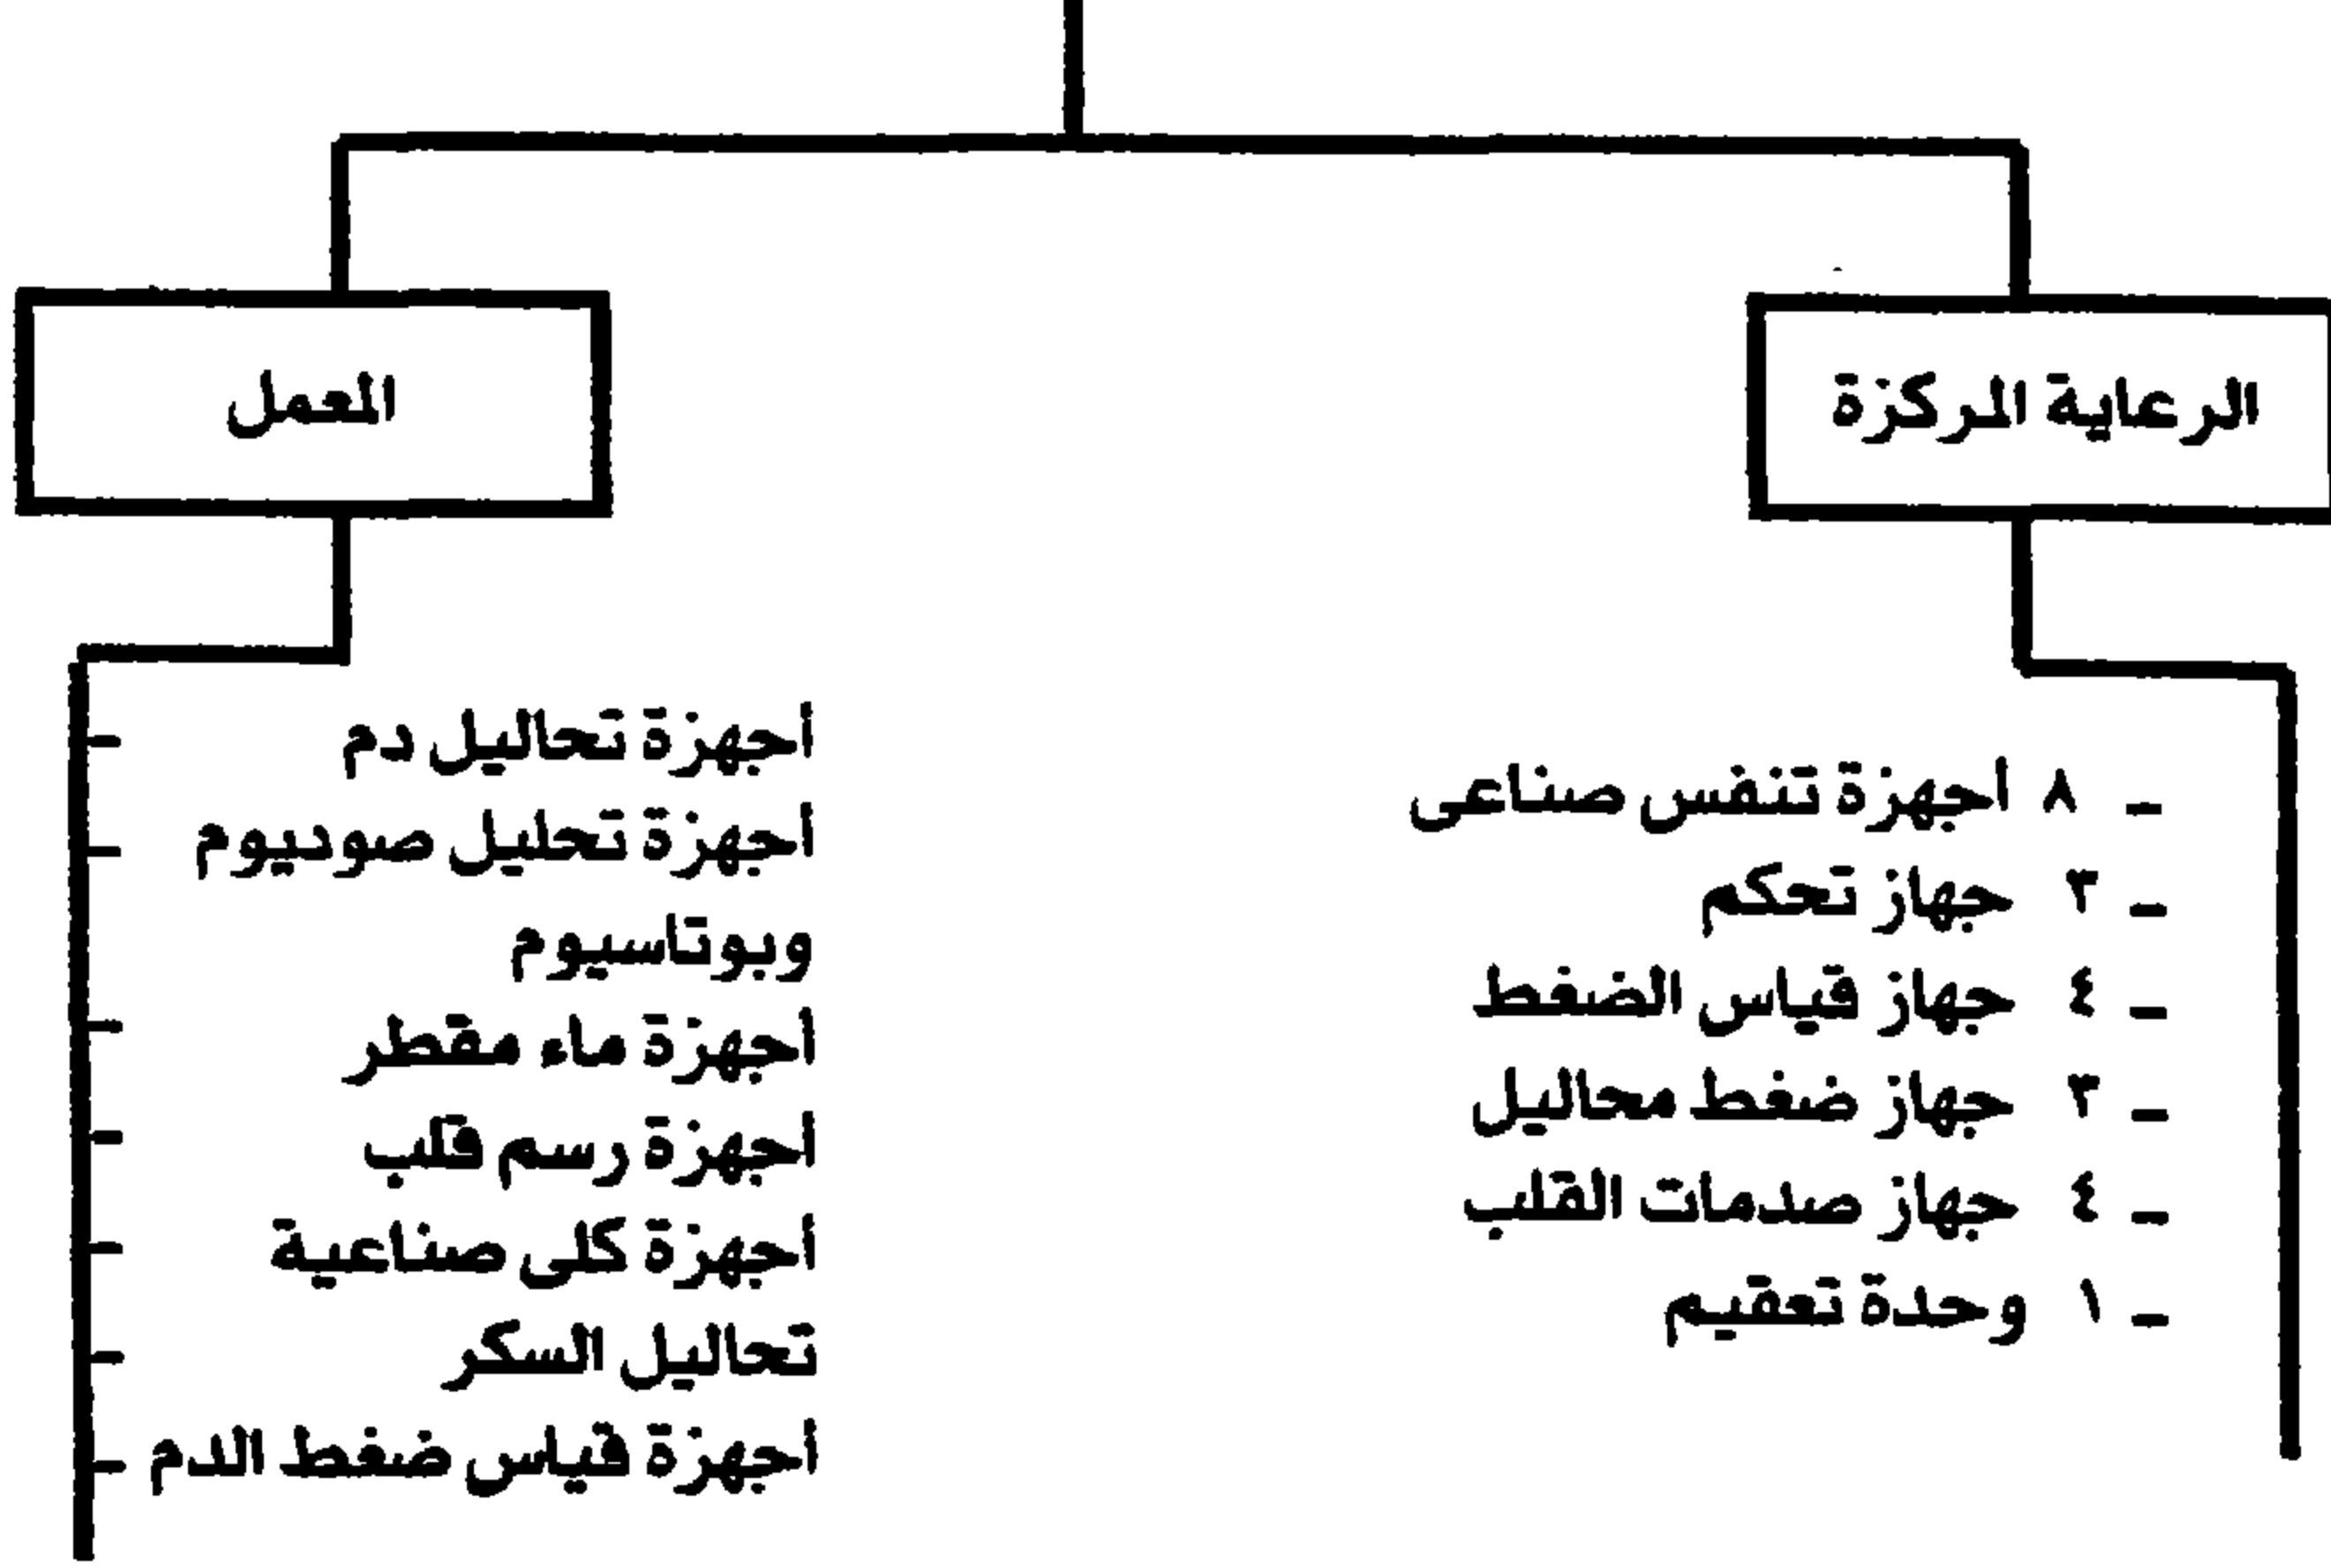 الرعاية المركزة
ـ ٨ اجهزة تنفس صناعى
ـ ٣ جهاز تحكم
ـ ٤ جهاز قياس الضغط
ـ ٣ جهاز ضغط محاليل
ـ ٤ جهاز صدمات القلب
ـ ١ وحدة تعقيم
المعمل
اجهزة تحاليل دم
اجهزة تحليل صوديوم
وبوتاسيوم
اجهزة ماء مقطر
اجهزة رسم قلب
اجهزة كلى صناعية
تحاليل السكر
اجهزة قياس ضغط الدم